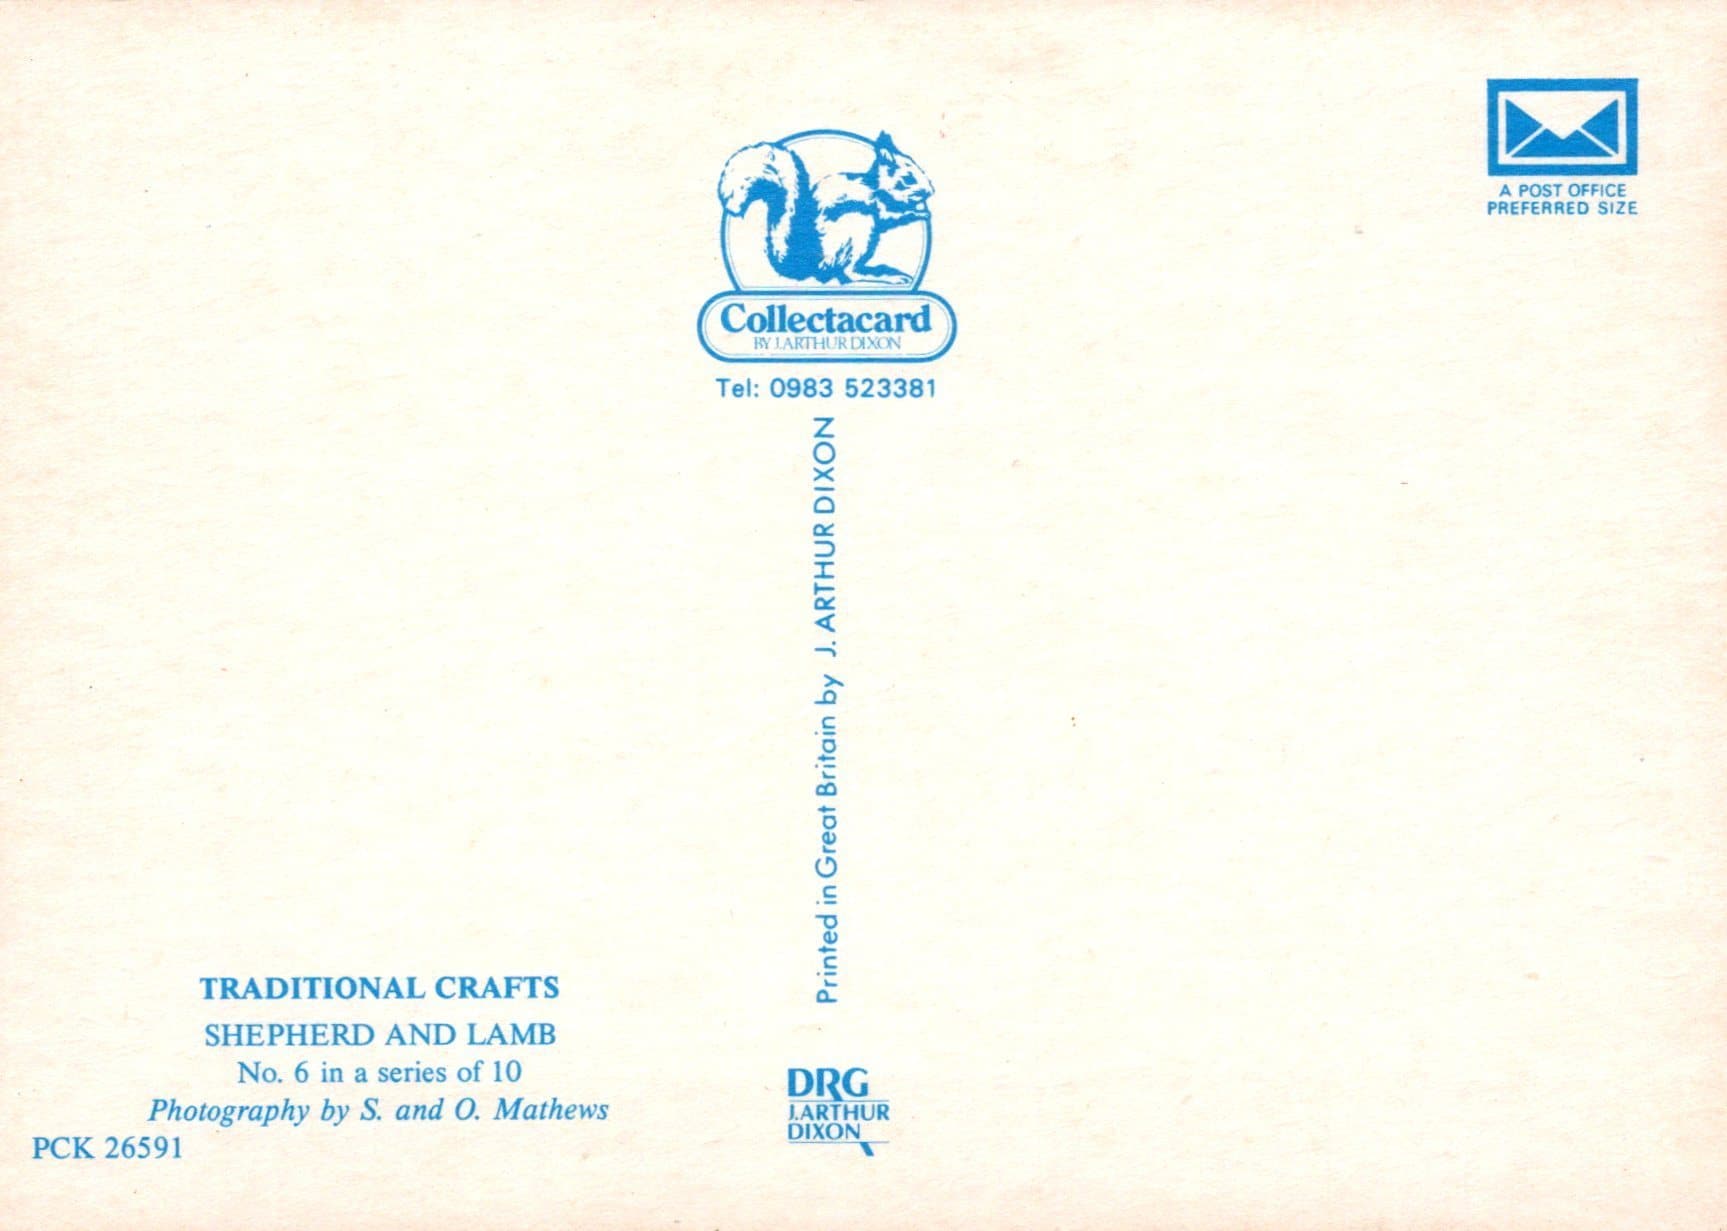 A POST OFFICE
PREFERRED SIZE
Collectacard
BY J.ARTHUR DIXON
Tel: 0983 523381
Printed in Great Britain by J. ARTHUR DIXON
TRADITIONAL CRAFTS
SHEPHERD AND LAMB
No. 6 in a series of 10
Photography by S. and O. Mathews
PCK 26591
DRG
J.ARTHUR
DIXON